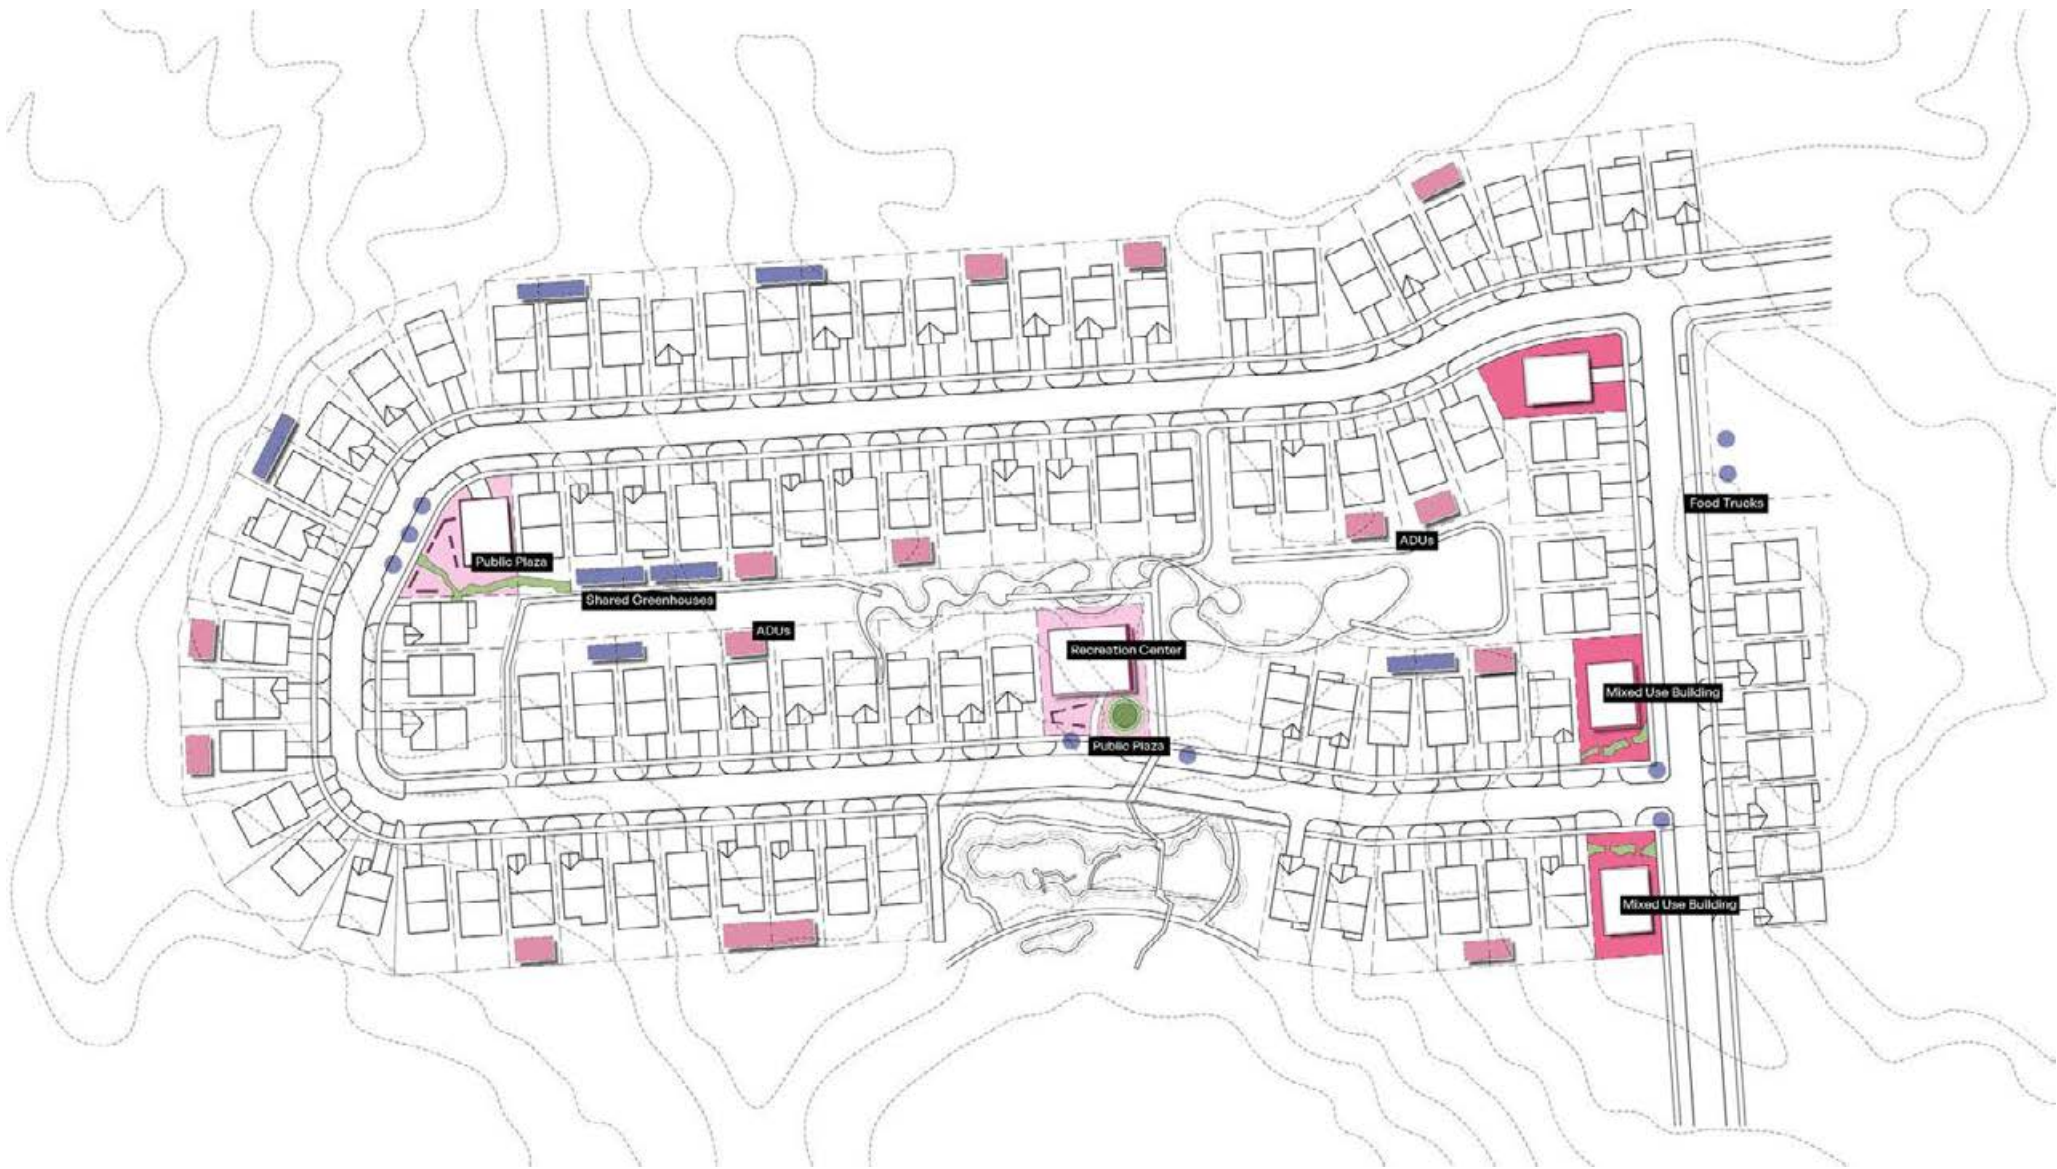 Food Trucks
ADUs
Public Plaza
Shared Greenhouses
ADUs
Recreation Center
Mixed Use Building
Public Plaza
Mixed Use Building